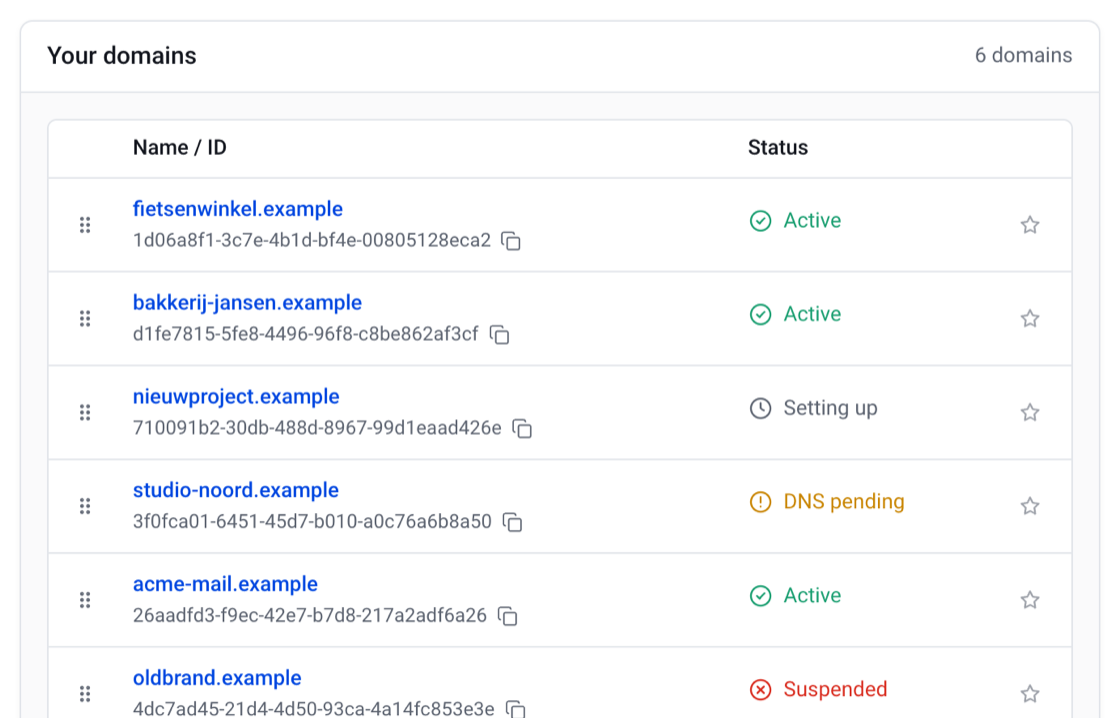 Your domains
6 domains
Name / ID
Status
fietsenwinkel.example
Active
1d06a8f1-3c7e-4b1d-bf4e-00805128eca2
bakkerij-jansen.example
Active
d1fe7815-5fe8-4496-96f8-c8be862af3cf
nieuwproject.example
Setting up
710091b2-30db-488d-8967-99d1eaad426e
studio-noord.example
DNS pending
3f0fca01-6451-45d7-b010-a0c76a6b8a50
acme-mail.example
Active
26aadfd3-f9ec-42e7-b7d8-217a2adf6a26
oldbrand.example
Suspended
4dc7ad45-21d4-4d50-93ca-4a14fc853e3e